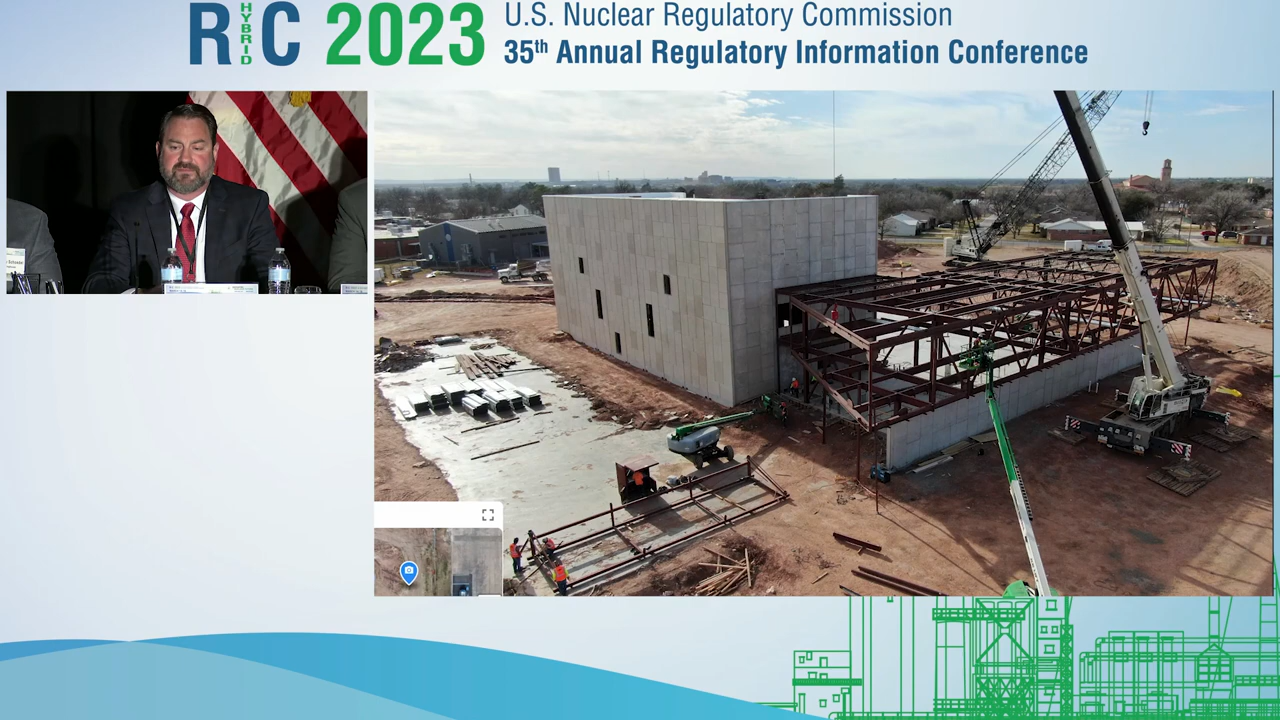 RIC 2023
HYBRID
U.S. Nuclear Regulatory Commission
35th Annual Regulatory Information Conference